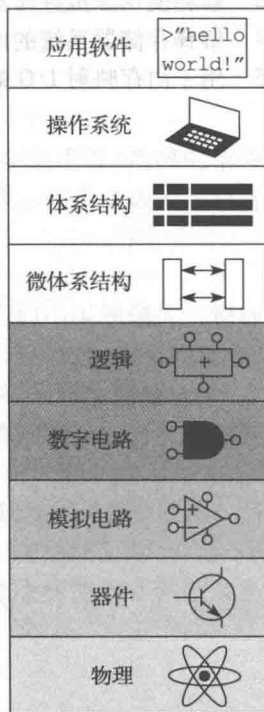 应用软件
>"hello
world!"
操作系统
体系结构
微体系结构
逻辑
+
数字电路
模拟电路
+
−
器件
物理